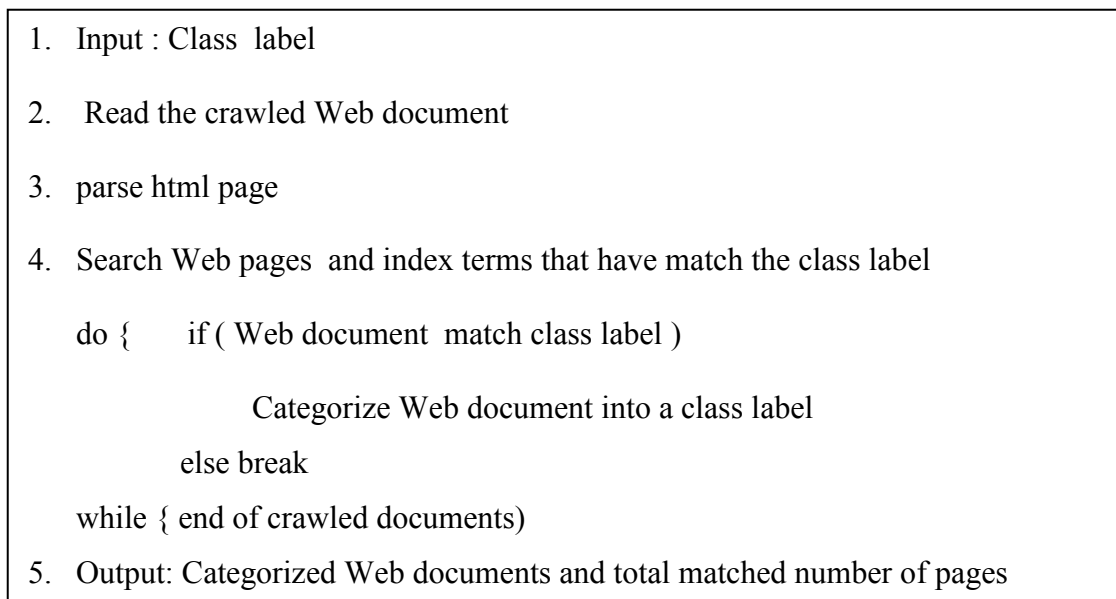 1. Input : Class label
2. Read the crawled Web document
3. parse html page
4. Search Web pages and index terms that have match the class label
do { if ( Web document match class label )
Categorize Web document into a class label
else break
while { end of crawled documents)
5. Output: Categorized Web documents and total matched number of pages